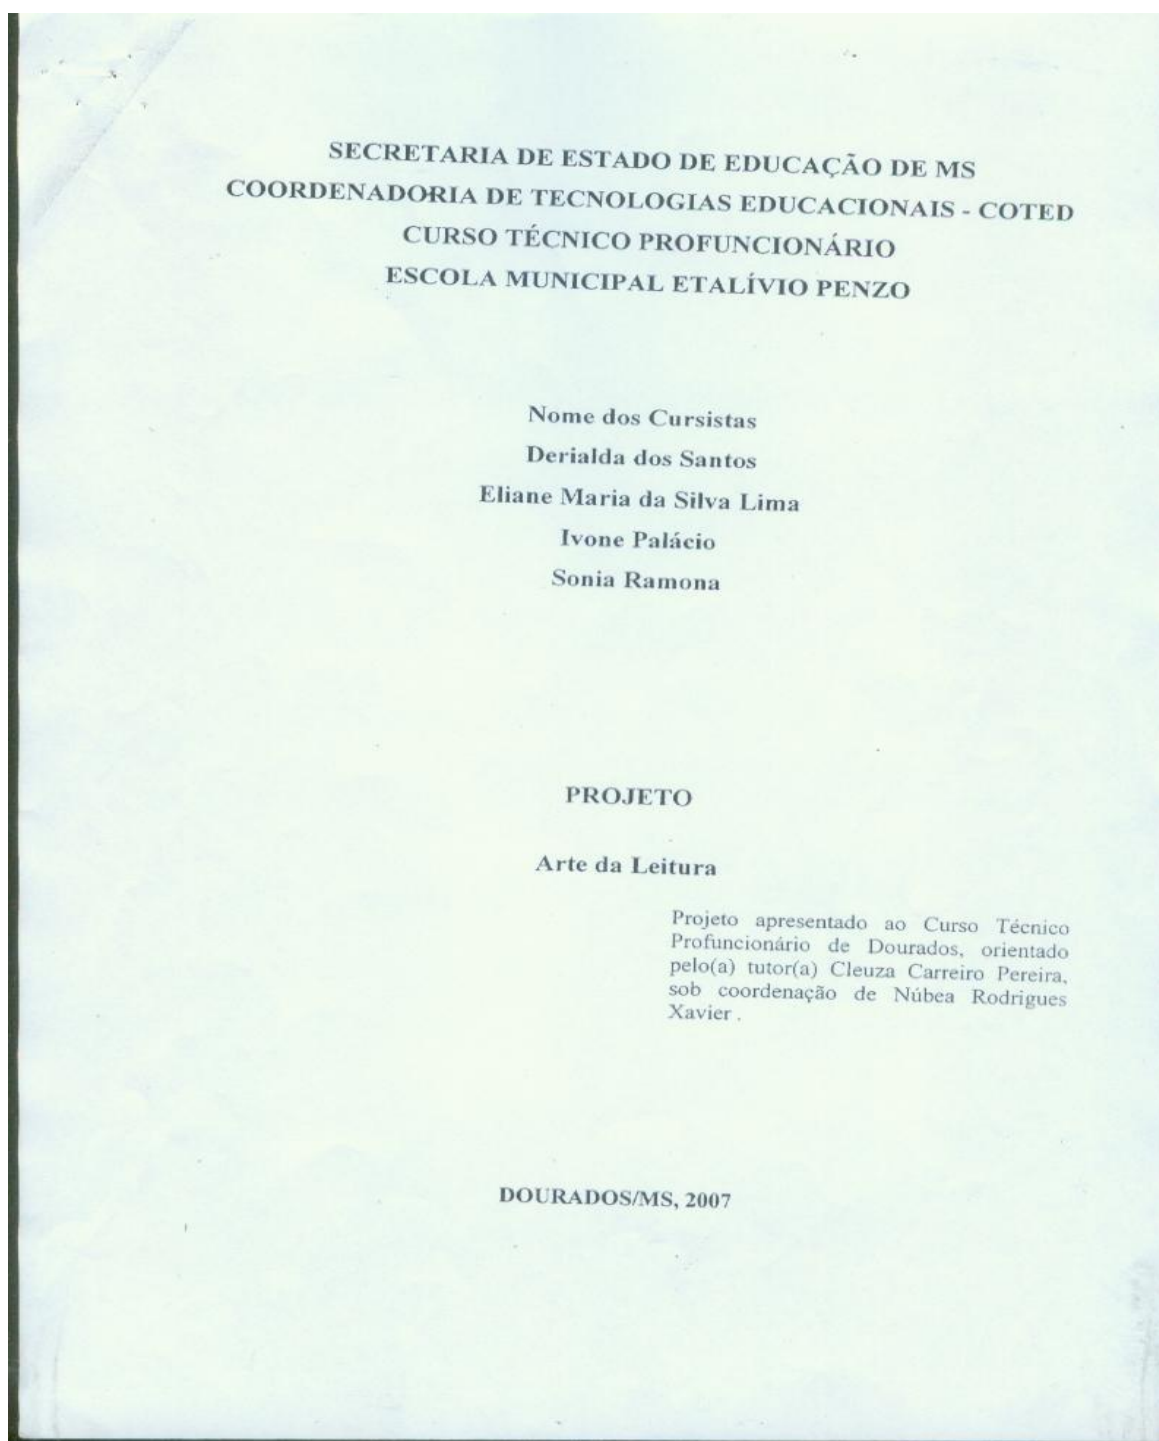 SECRETARIA DE ESTADO DE EDUCAÇÃO DE MS
COORDENADORIA DE TECNOLOGIAS EDUCACIONAIS - COTED
CURSO TÉCNICO PROFUNCIONÁRIO
ESCOLA MUNICIPAL ETALÍVIO PENZO
Nome dos Cursistas
Derialda dos Santos
Eliane Maria da Silva Lima
Ivone Palácio
Sonia Ramona
PROJETO
Arte da Leitura
Projeto apresentado ao Curso Técnico
Profuncionário de Dourados, orientado
pelo(a) tutor(a) Cleuza Carreiro Pereira,
sob coordenação de Núbea Rodrigues
Xavier .
DOURADOS/MS, 2007